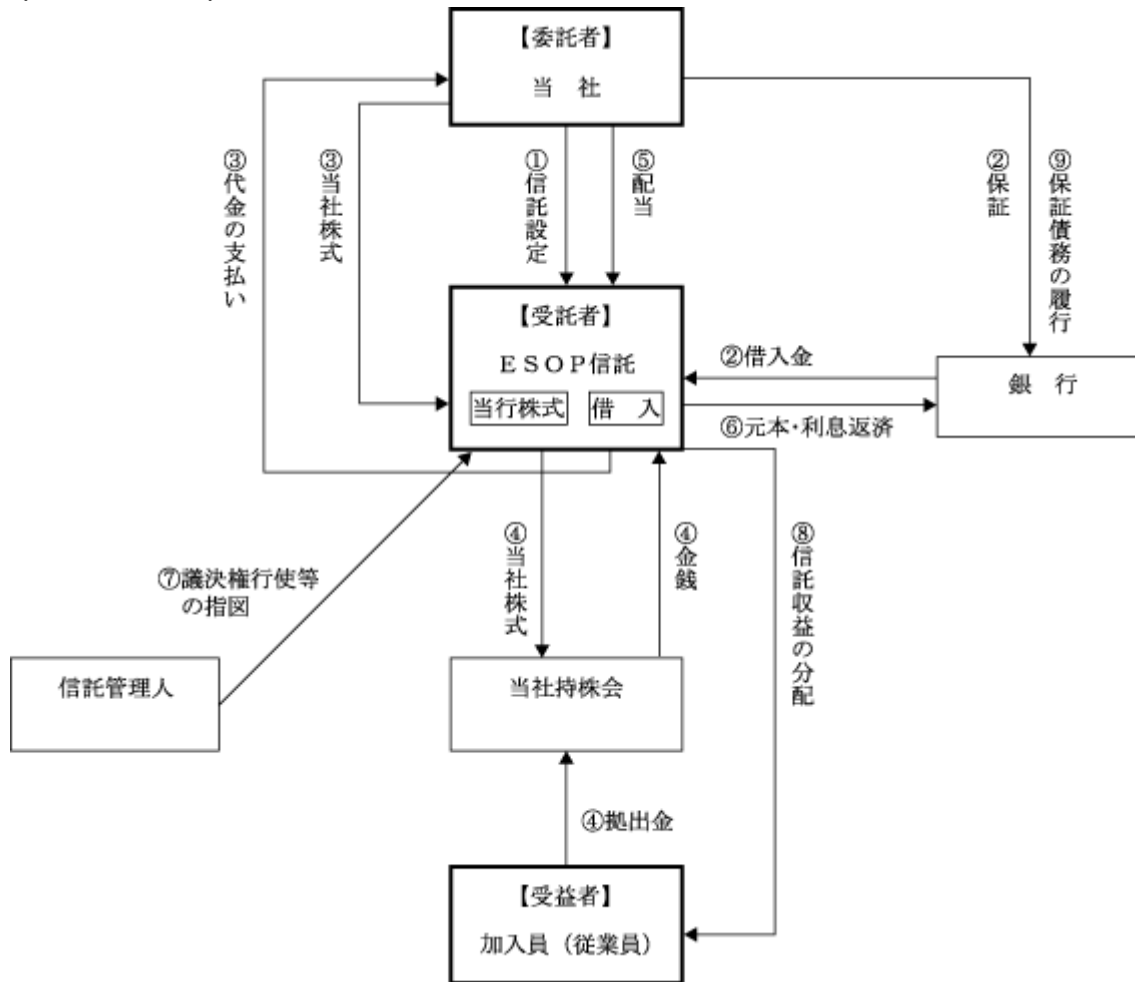 【委託者】
当 社
③代金の支払い
③当社株式
①信託設定
⑤配当
②保証
⑨保証債務の履行
【受託者】
ESOP信託
当行株式
借 入
②借入金
⑥元本・利息返済
銀 行
⑦議決権行使等
の指図
④当社株式
④金銭
⑧信託収益の分配
信託管理人
当社持株会
④拠出金
【受益者】
加入員（従業員）